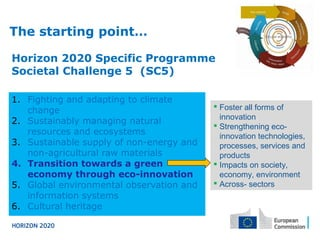 The starting point…
Horizon 2020 Specific Programme
Societal Challenge 5 (SC5)
1. Fighting and adapting to climate
change
2. Sustainably managing natural
resources and ecosystems
3. Sustainable supply of non-energy and
non-agricultural raw materials
4. Transition towards a green
economy through eco-innovation
5. Global environmental observation and
information systems
6. Cultural heritage
▪ Foster all forms of
innovation
▪ Strengthening eco-
innovation technologies,
processes, services and
products
▪ Impacts on society,
economy, environment
▪ Across- sectors
HORIZON 2020
European
Commission